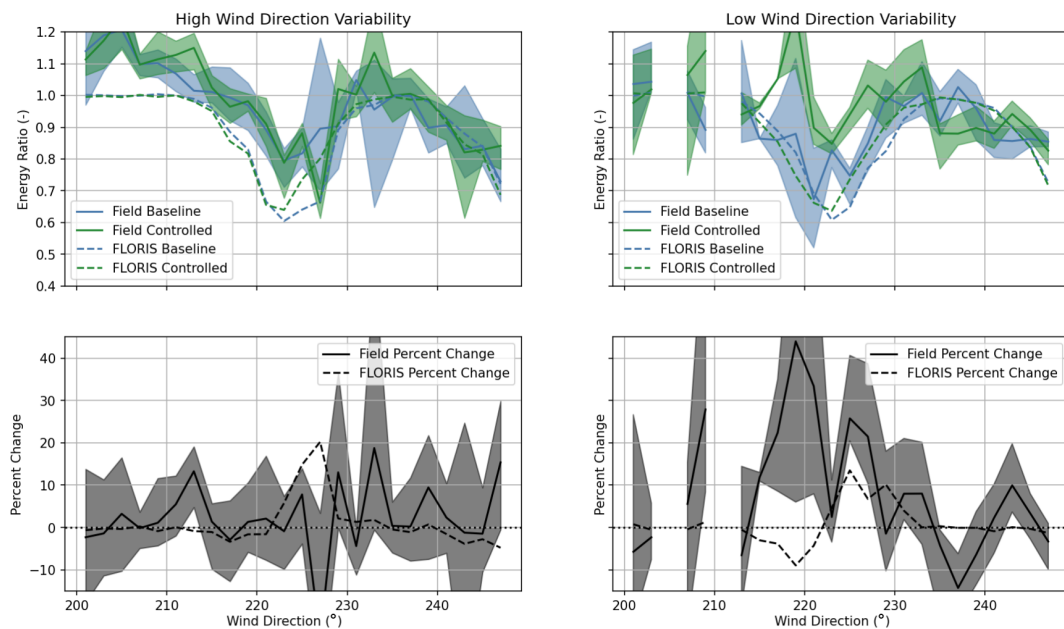 High Wind Direction Variability
Low Wind Direction Variability
Energy Ratio (-)
1.2
1.1
1.0
0.9
0.8
0.7
0.6
0.5
0.4
Field Baseline
Field Controlled
FLORIS Baseline
FLORIS Controlled
Energy Ratio (-)
Field Baseline
Field Controlled
FLORIS Baseline
FLORIS Controlled
Percent Change
40
30
20
10
0
−10
Field Percent Change
FLORIS Percent Change
200
210
220
230
240
Wind Direction (°)
Percent Change
Field Percent Change
FLORIS Percent Change
200
210
220
230
240
Wind Direction (°)